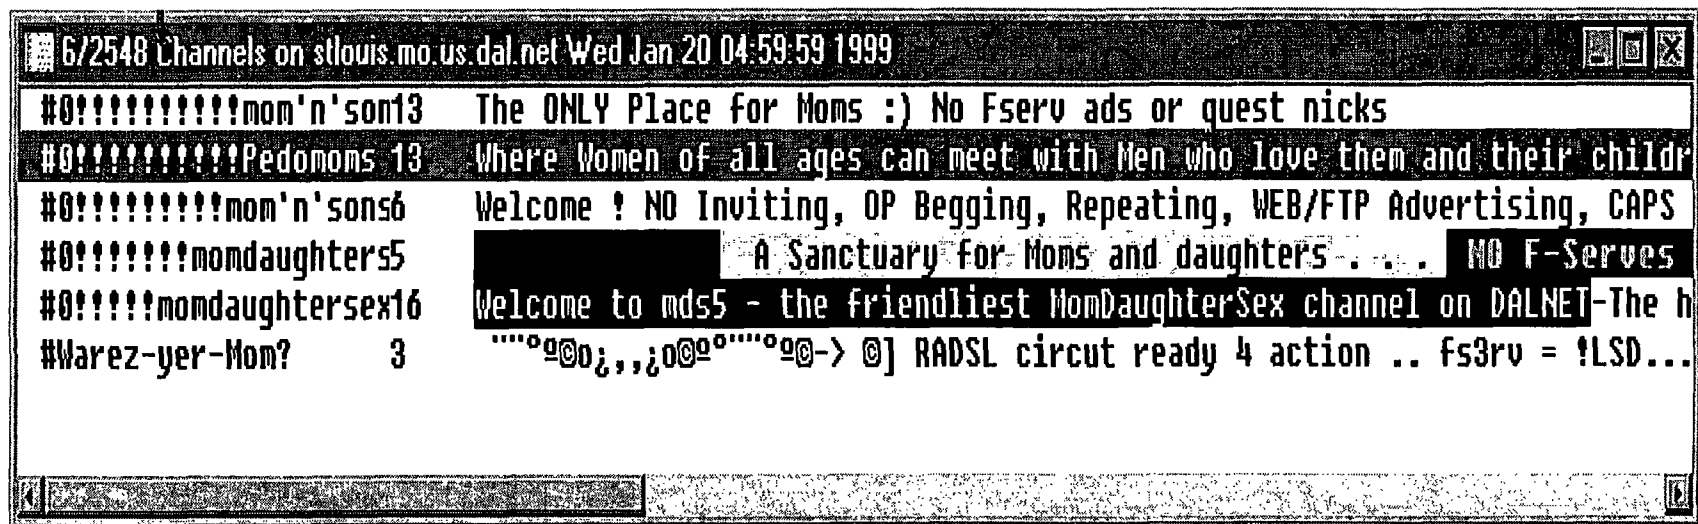 6/2548 Channels on stlouis.mo.us.dal.net Wed Jan 20 04:59:59 1999
#0!!!!!!!!!!mom'n'son13 The ONLY Place for Moms :) No Fserv ads or quest nicks
#0!!!!!!!!!!Pedomoms 13 Where Women of all ages can meet with Men who love them and their childr
#0!!!!!!!!!mom'n'sons6 Welcome ! NO Inviting, OP Begging, Repeating, WEB/FTP Advertising, CAPS
#0!!!!!!!momdaughters5 A Sanctuary for Moms and daughters . . . NO F-Serves
#0!!!!!momdaughtersex16 Welcome to mds5 - the friendliest MomDaughterSex channel on DALNET-The h
#Warez-yer-Mom? 3 RADSL circut ready 4 action .. fs3rv = !LSD...